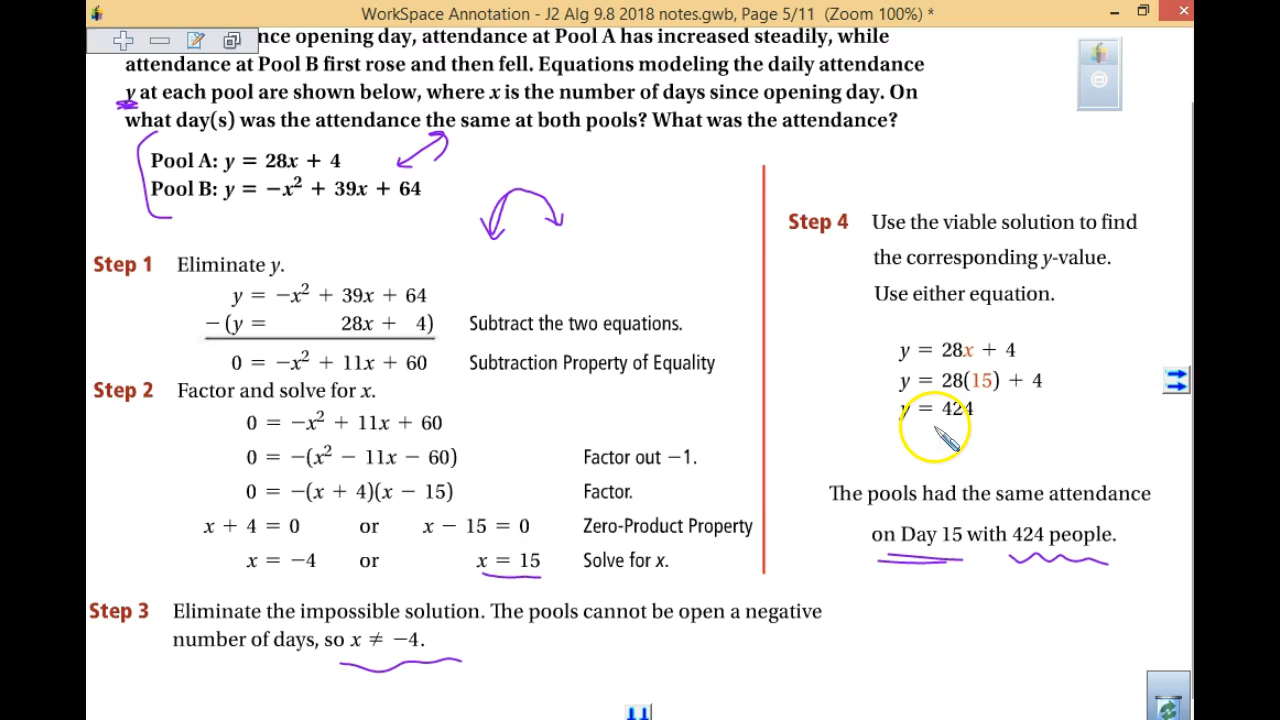 WorkSpace Annotation - J2 Alg 9.8 2018 notes.gwb, Page 5/11 (Zoom 100%) *
nce opening day, attendance at Pool A has increased steadily, while
attendance at Pool B first rose and then fell. Equations modeling the daily attendance
y at each pool are shown below, where x is the number of days since opening day. On
what day(s) was the attendance the same at both pools? What was the attendance?
Pool A: y = 28x + 4
Pool B: y = −x² + 39x + 64
Step 1 Eliminate y.
y = −x² + 39x + 64
−(y = 28x + 4) Subtract the two equations.
0 = −x² + 11x + 60 Subtraction Property of Equality
Step 2 Factor and solve for x.
0 = −x² + 11x + 60
0 = −(x² − 11x − 60) Factor out −1.
0 = −(x + 4)(x − 15) Factor.
x + 4 = 0 or x − 15 = 0 Zero-Product Property
x = −4 or x = 15 Solve for x.
Step 3 Eliminate the impossible solution. The pools cannot be open a negative
number of days, so x ≠ −4.
Step 4 Use the viable solution to find
the corresponding y-value.
Use either equation.
y = 28x + 4
y = 28(15) + 4
y = 424
The pools had the same attendance
on Day 15 with 424 people.